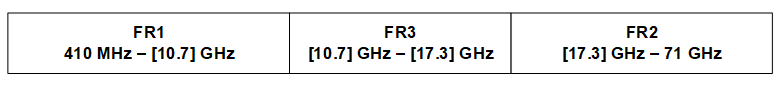 FR1
410 MHz – [10.7] GHz
FR3
[10.7] GHz – [17.3] GHz
FR2
[17.3] GHz – 71 GHz